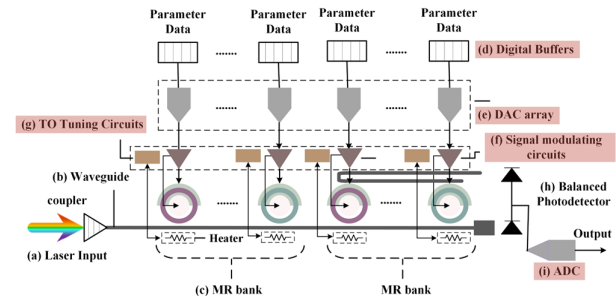 Parameter Data
Parameter Data
Parameter Data
Parameter Data
(d) Digital Buffers
(e) DAC array
(g) TO Tuning Circuits
(f) Signal modulating circuits
(b) Waveguide
coupler
(h) Balanced Photodetector
(a) Laser Input
Heater
Output
(i) ADC
(c) MR bank
MR bank